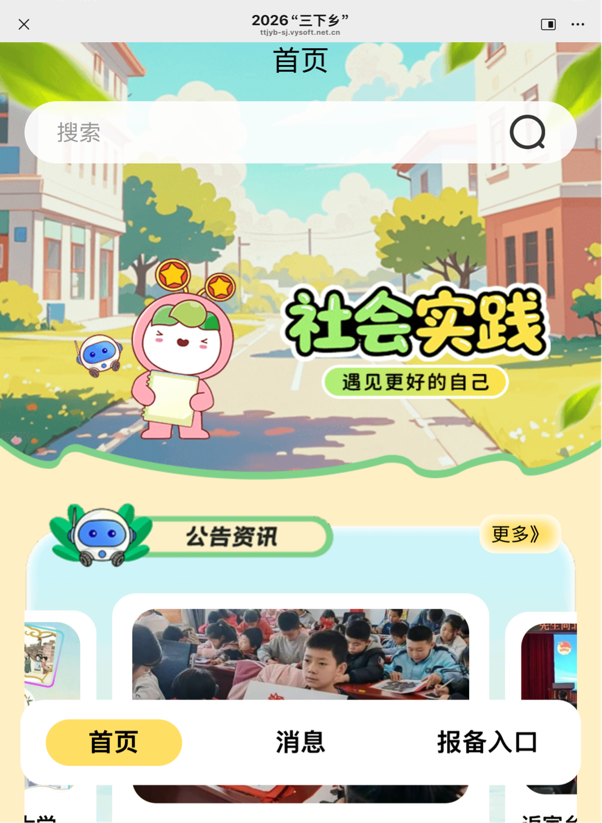 2026“三下乡”
ttjyb-sj.vysoft.net.cn
首页
搜索
社会实践
遇见更好的自己
公告资讯
更多》
首页
消息
报备入口